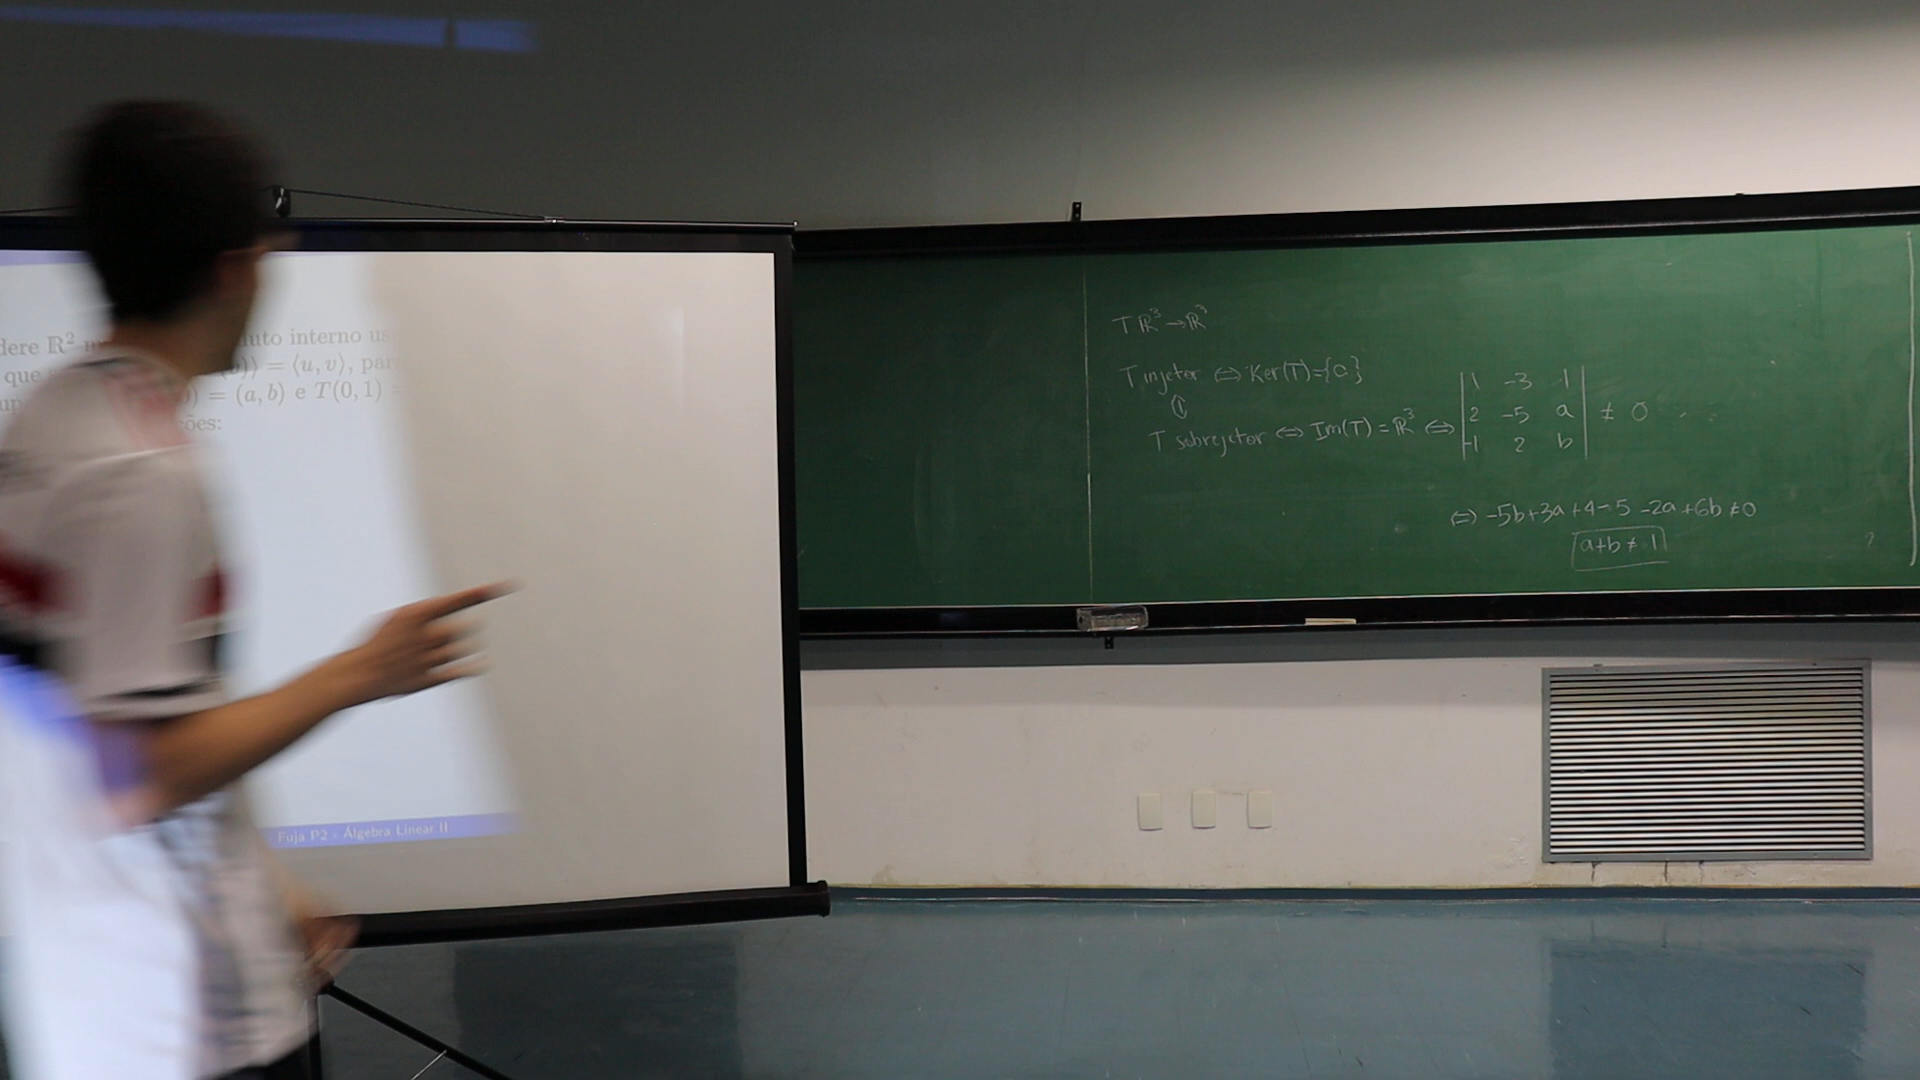 dere ℝ² uto interno us
que ⟩⟩ = ⟨u, v⟩, par
) = (a, b) e T(0, 1) =
ções:
Fuja P2 - Álgebra Linear II
T ℝ³→ℝ³
T injetor ⇔ Ker(T)={0}
⇕
T sobrejetor ⇔ Im(T) = ℝ³ ⇔ | 1 -3 1 | ≠ 0
| 2 -5 a |
| -1 2 b |
⇔ -5b+3a+4-5-2a+6b≠0
a+b≠1